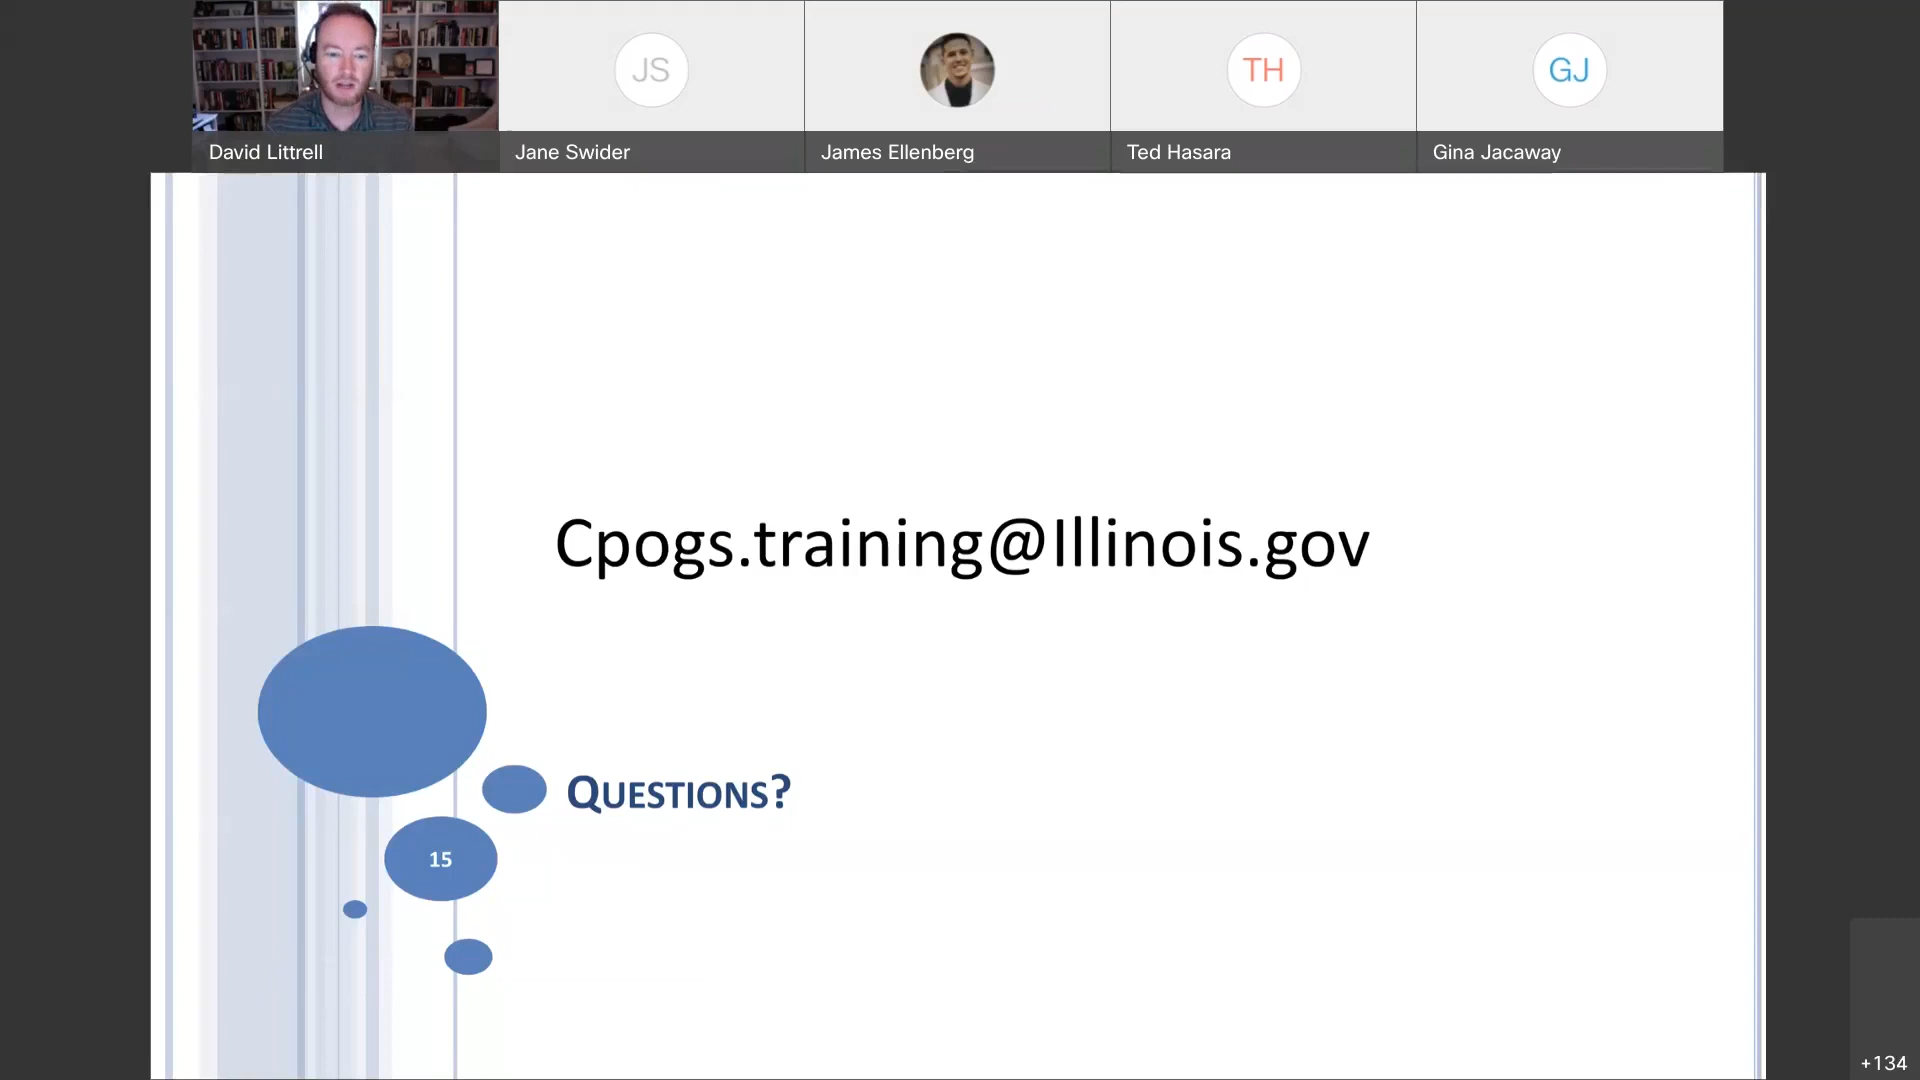 JS
TH
GJ
David Littrell
Jane Swider
James Ellenberg
Ted Hasara
Gina Jacaway
Cpogs.training@Illinois.gov
QUESTIONS?
15
+134